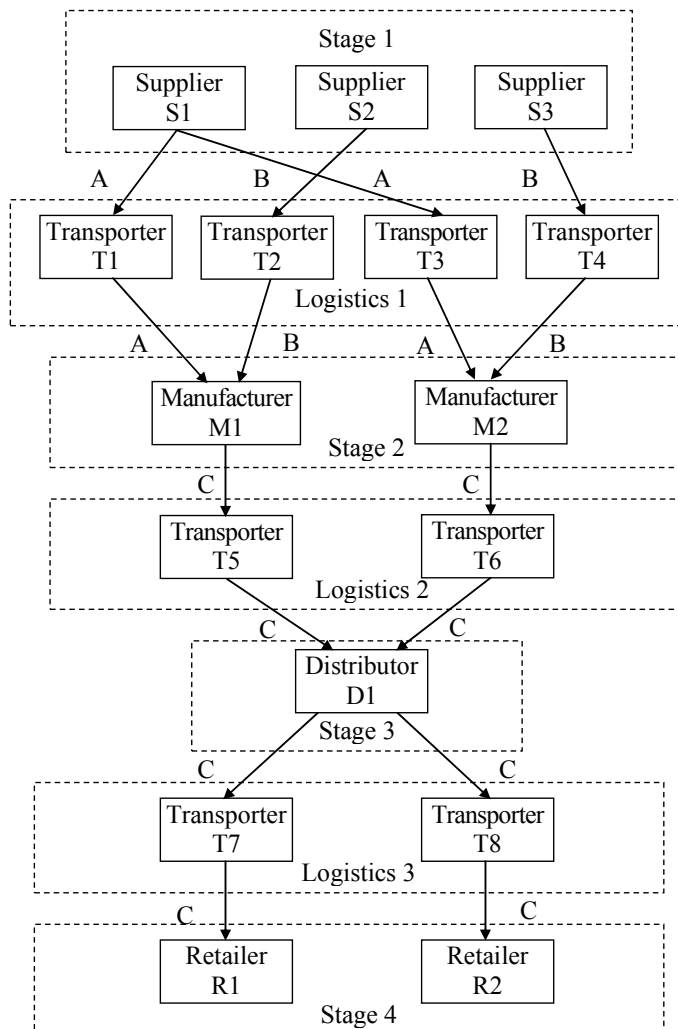 Stage 1
Supplier
S1
Supplier
S2
Supplier
S3
A
B
A
B
Transporter
T1
Transporter
T2
Transporter
T3
Transporter
T4
Logistics 1
A
B
A
B
Manufacturer
M1
Manufacturer
M2
Stage 2
C
C
Transporter
T5
Transporter
T6
Logistics 2
C
C
Distributor
D1
Stage 3
C
C
Transporter
T7
Transporter
T8
Logistics 3
C
C
Retailer
R1
Retailer
R2
Stage 4